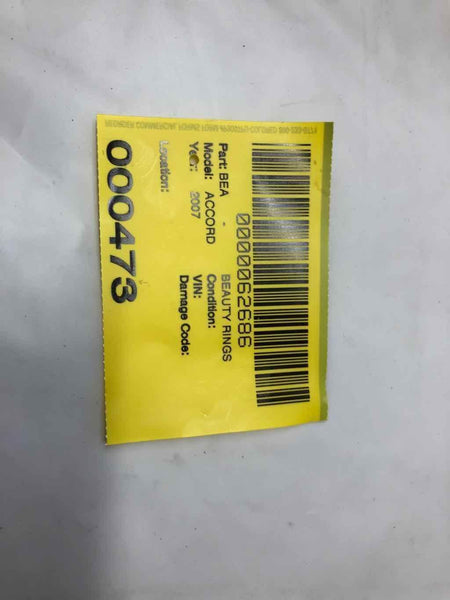 0000062686
Part: BEA - BEAUTY RINGS
Model: ACCORD Condition:
Year: 2007 VIN:
Damage Code:
Location:
000473